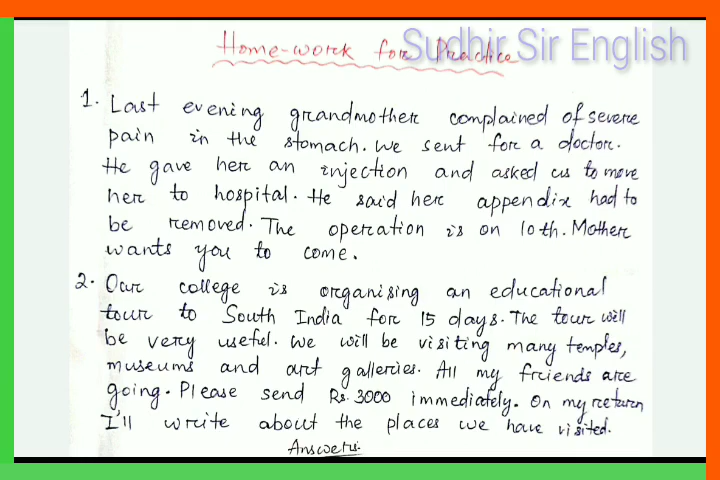 Sudhir Sir English
Home-work for Practice
1. Last evening grandmother complained of severe
pain in the stomach. We sent for a doctor.
He gave her an injection and asked us to move
her to hospital. He said her appendix had to
be removed. The operation is on 10th. Mother
wants you to come.
2. Our college is organising an educational
tour to South India for 15 days. The tour will
be very useful. We will be visiting many temples,
museums and art galleries. All my friends are
going. Please send Rs. 3000 immediately. On my return
I'll write about the places we have visited.
Answers: